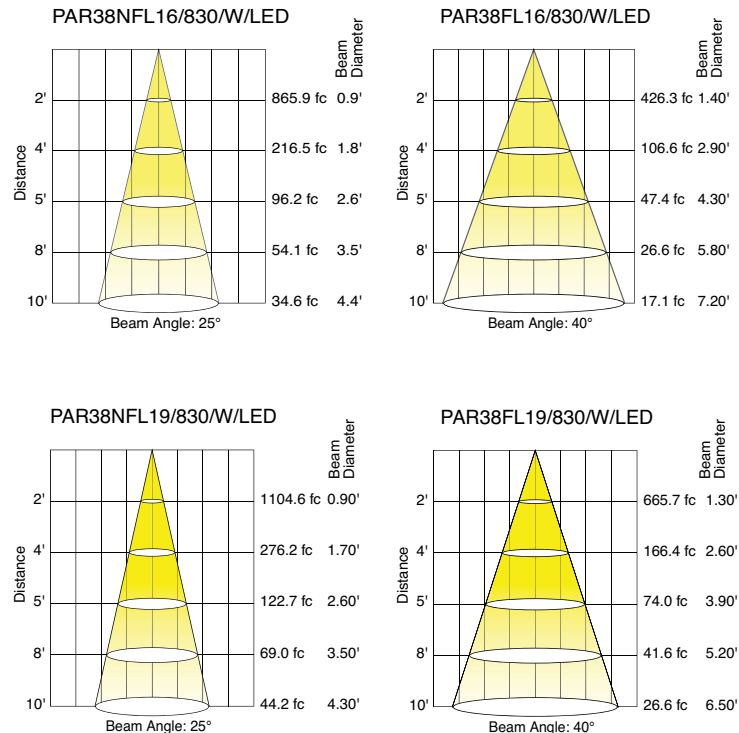 PAR38NFL16/830/W/LED
Beam
Diameter
Distance
2' 865.9 fc 0.9'
4' 216.5 fc 1.8'
5' 96.2 fc 2.6'
8' 54.1 fc 3.5'
10' 34.6 fc 4.4'
Beam Angle: 25°
PAR38FL16/830/W/LED
Beam
Diameter
Distance
2' 426.3 fc 1.40'
4' 106.6 fc 2.90'
5' 47.4 fc 4.30'
8' 26.6 fc 5.80'
10' 17.1 fc 7.20'
Beam Angle: 40°
PAR38NFL19/830/W/LED
Beam
Diameter
Distance
2' 1104.6 fc 0.90'
4' 276.2 fc 1.70'
5' 122.7 fc 2.60'
8' 69.0 fc 3.50'
10' 44.2 fc 4.30'
Beam Angle: 25°
PAR38FL19/830/W/LED
Beam
Diameter
Distance
2' 665.7 fc 1.30'
4' 166.4 fc 2.60'
5' 74.0 fc 3.90'
8' 41.6 fc 5.20'
10' 26.6 fc 6.50'
Beam Angle: 40°